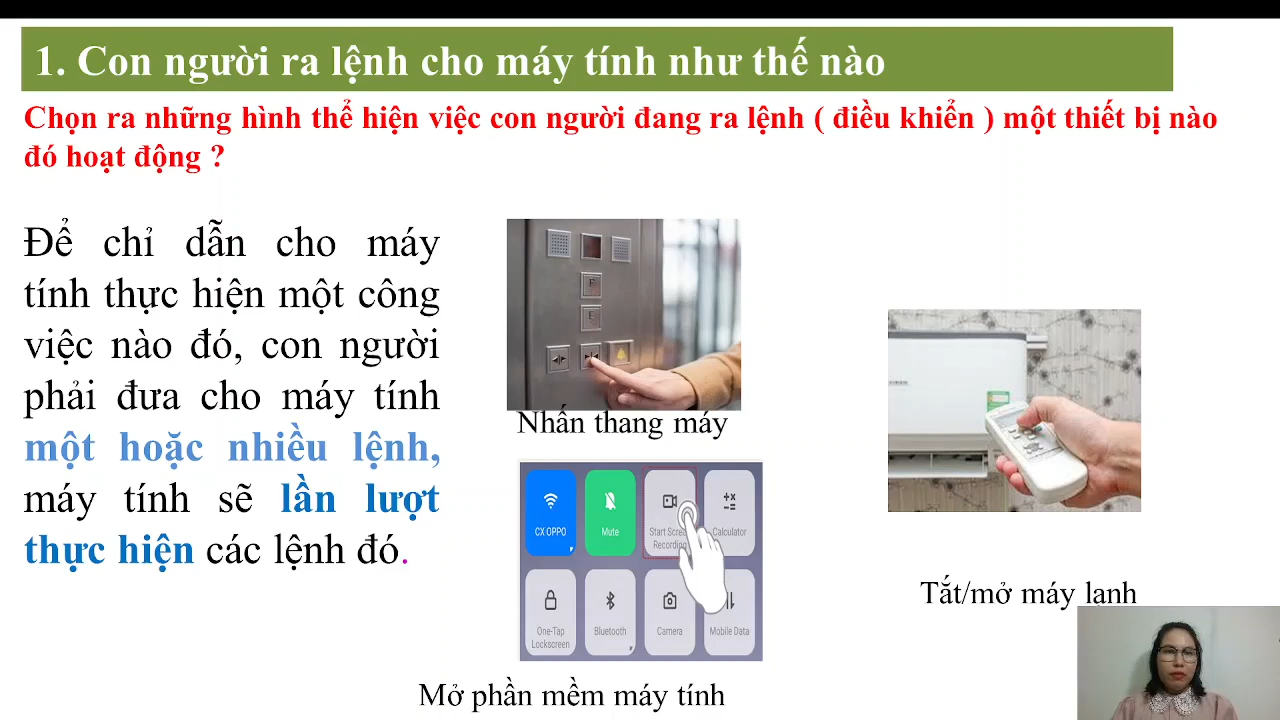 1. Con người ra lệnh cho máy tính như thế nào
Chọn ra những hình thể hiện việc con người đang ra lệnh ( điều khiển ) một thiết bị nào
đó hoạt động ?
Để chỉ dẫn cho máy
tính thực hiện một công
việc nào đó, con người
phải đưa cho máy tính
một hoặc nhiều lệnh,
máy tính sẽ lần lượt
thực hiện các lệnh đó.
Nhấn thang máy
CX OPPO
Mute
Start Scre
Recording
Calculator
One-Tap
Lockscreen
Bluetooth
Camera
Mobile Data
Mở phần mềm máy tính
Tắt/mở máy lạnh